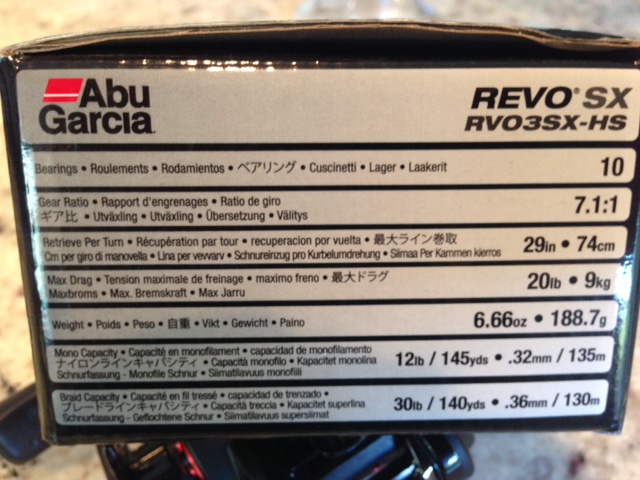 Abu
Garcia
REVO® SX
RVO3SX-HS
Bearings • Roulements • Rodamientos • ベアリング • Cuscinetti • Lager • Laakerit
10
Gear Ratio • Rapport d'engrenages • Ratio de giro
ギア比 • Utväxling • Utväxling • Übersetzung • Välitys
7.1:1
Retrieve Per Turn • Récupération par tour • recuperacion por vuelta • 最大ライン巻取
Cm per giro di manovella • Lina per vevvarv • Schnureinzug pro Kurbelumdrehung • Siimaa Per Kammen kierros
29in • 74cm
Max Drag • Tension maximale de freinage • maximo freno • 最大ドラグ
Maxbroms • Max. Bremskraft • Max Jarru
20lb • 9kg
Weight • Poids • Peso • 自重 • Vikt • Gewicht • Paino
6.66oz • 188.7g
Mono Capacity • Capacité en monofilament • capacidad de monofilamento
ナイロンラインキャパシティ • Capacità monofilo • Kapacitet monolina
Schnurfassung - Monofile Schnur • Siimatilavuus monofiili
12lb / 145yds • .32mm / 135m
Braid Capacity • Capacité en fil tressé • capacidad de trenzado •
ブレードラインキャパシティ • Capacità treccia • Kapacitet superlina
Schnurfassung - Geflochtene Schnur • Siimatilavuus supersiimat
30lb / 140yds • .36mm / 130m